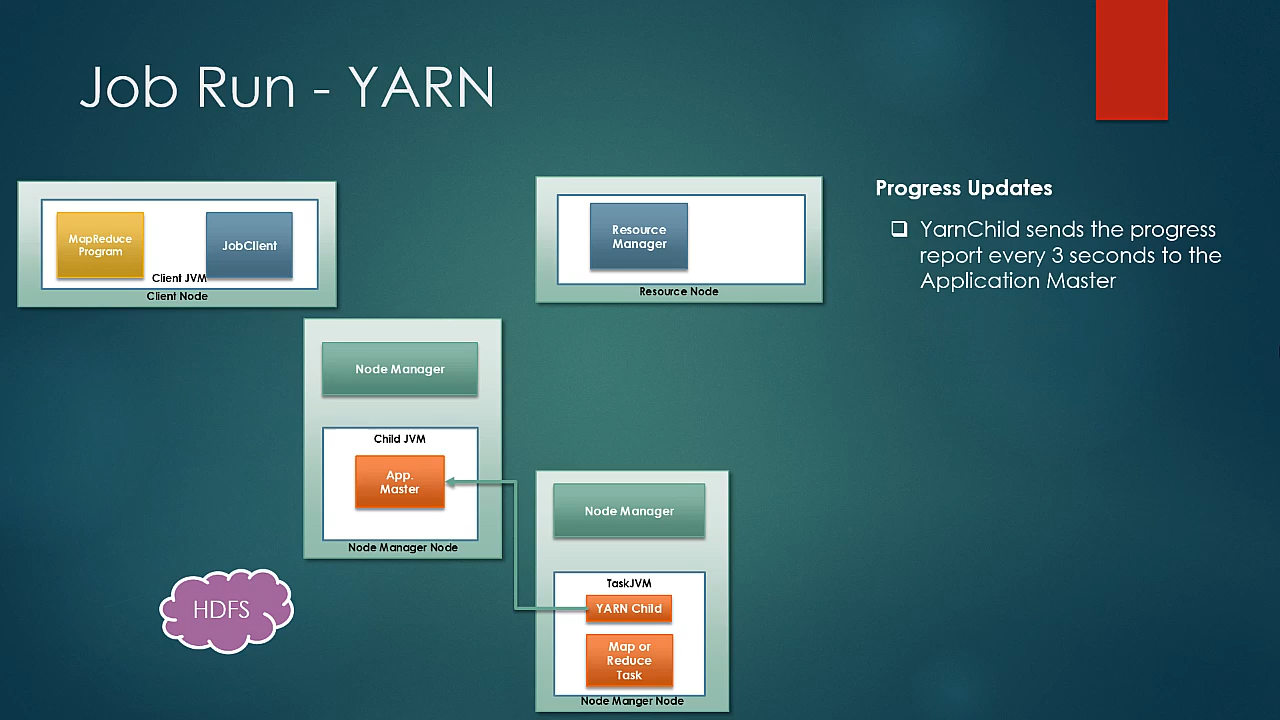 Job Run - YARN
MapReduce
Program
JobClient
Client JVM
Client Node
Resource
Manager
Resource Node
Progress Updates
YarnChild sends the progress
report every 3 seconds to the
Application Master
Node Manager
Child JVM
App.
Master
Node Manager Node
Node Manager
TaskJVM
YARN Child
Map or
Reduce
Task
Node Manger Node
HDFS